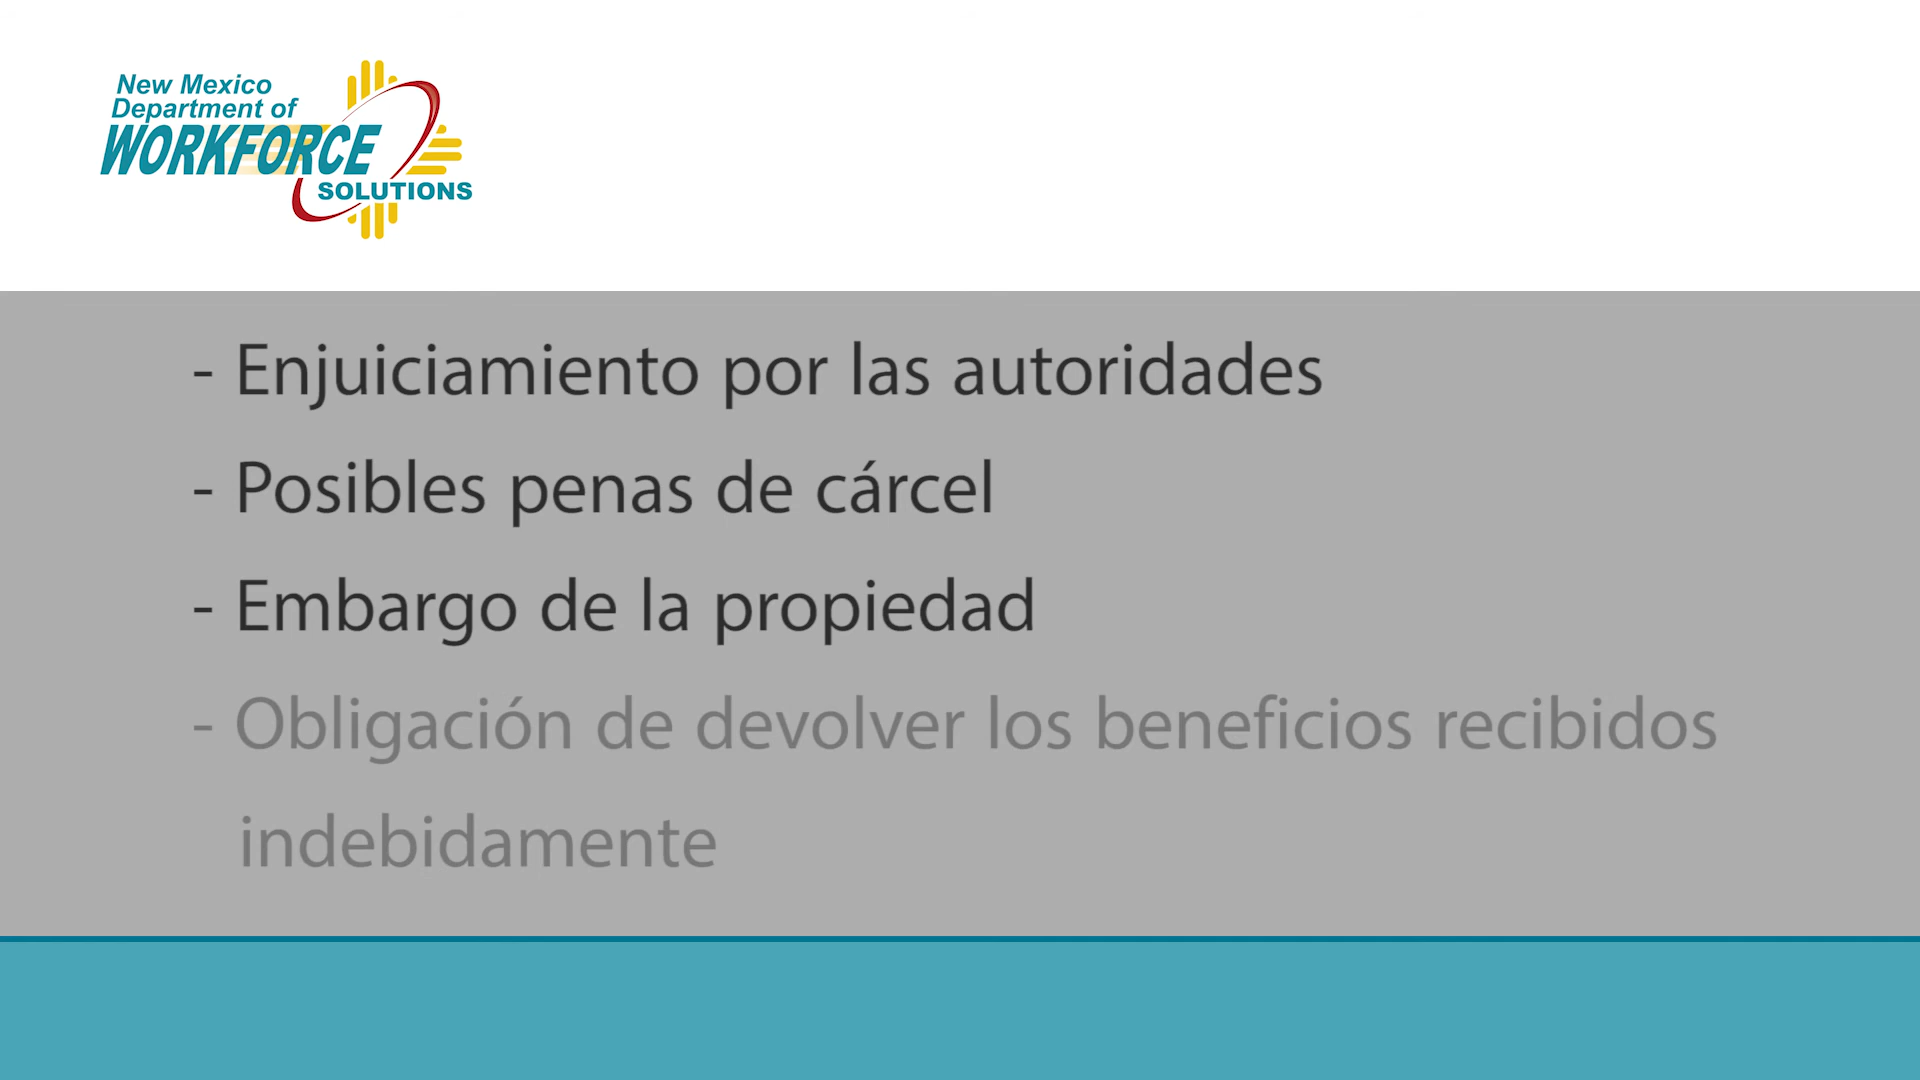 New Mexico
Department of
WORKFORCE
SOLUTIONS
- Enjuiciamiento por las autoridades
- Posibles penas de cárcel
- Embargo de la propiedad
- Obligación de devolver los beneficios recibidos
indebidamente